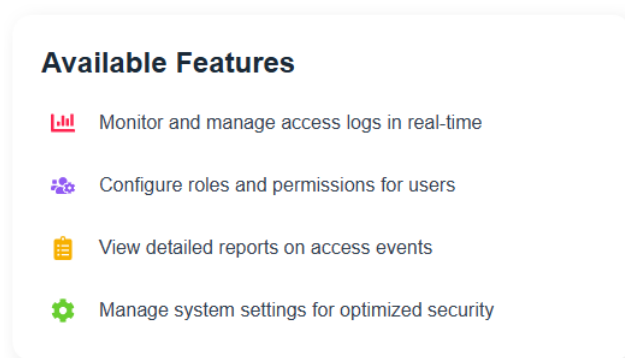 Available Features
Monitor and manage access logs in real-time
Configure roles and permissions for users
View detailed reports on access events
Manage system settings for optimized security